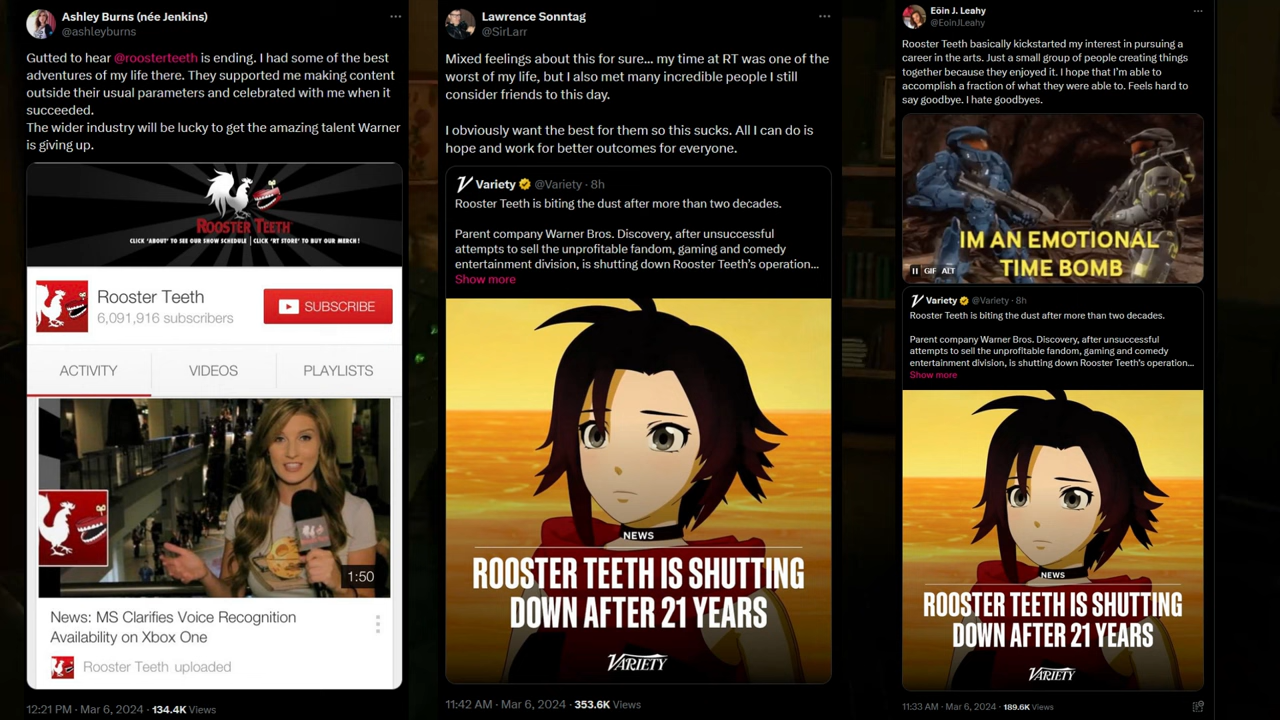 Ashley Burns (née Jenkins)
@ashleyburns
Gutted to hear @roosterteeth is ending. I had some of the best
adventures of my life there. They supported me making content
outside their usual parameters and celebrated with me when it
succeeded.
The wider industry will be lucky to get the amazing talent Warner
is giving up.
ROOSTER TEETH
CLICK 'ABOUT' TO SEE OUR SHOW SCHEDULE | CLICK 'RT STORE' TO BUY OUR MERCH!
Rooster Teeth
6,091,916 subscribers
SUBSCRIBE
ACTIVITY
VIDEOS
PLAYLISTS
1:50
News: MS Clarifies Voice Recognition
Availability on Xbox One
Rooster Teeth uploaded
12:21 PM · Mar 6, 2024 · 134.4K Views
Lawrence Sonntag
@SirLarr
Mixed feelings about this for sure... my time at RT was one of the
worst of my life, but I also met many incredible people I still
consider friends to this day.
I obviously want the best for them so this sucks. All I can do is
hope and work for better outcomes for everyone.
Variety @Variety · 8h
Rooster Teeth is biting the dust after more than two decades.
Parent company Warner Bros. Discovery, after unsuccessful
attempts to sell the unprofitable fandom, gaming and comedy
entertainment division, is shutting down Rooster Teeth's operation...
Show more
NEWS
ROOSTER TEETH IS SHUTTING
DOWN AFTER 21 YEARS
VARIETY
11:42 AM · Mar 6, 2024 · 353.6K Views
Eóin J. Leahy
@EoinJLeahy
Rooster Teeth basically kickstarted my interest in pursuing a
career in the arts. Just a small group of people creating things
together because they enjoyed it. I hope that I'm able to
accomplish a fraction of what they were able to. Feels hard to
say goodbye. I hate goodbyes.
IM AN EMOTIONAL
TIME BOMB
GIF ALT
Variety @Variety · 8h
Rooster Teeth is biting the dust after more than two decades.
Parent company Warner Bros. Discovery, after unsuccessful
attempts to sell the unprofitable fandom, gaming and comedy
entertainment division, is shutting down Rooster Teeth's operation...
Show more
NEWS
ROOSTER TEETH IS SHUTTING
DOWN AFTER 21 YEARS
VARIETY
11:33 AM · Mar 6, 2024 · 189.6K Views